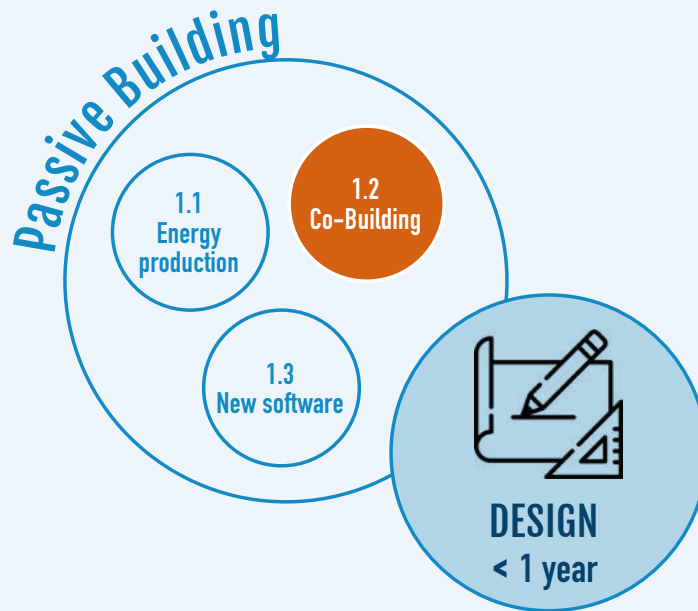 Passive Building
1.1
Energy
production
1.2
Co-Building
1.3
New software
DESIGN
< 1 year